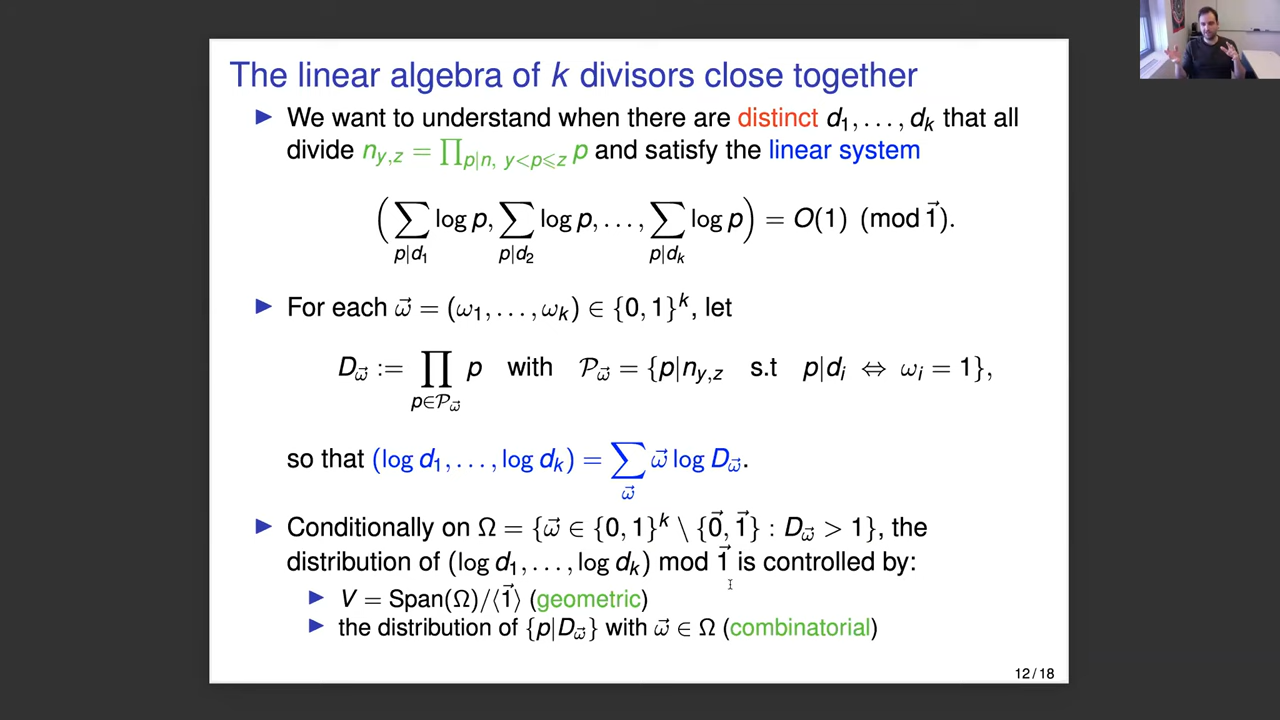 The linear algebra of k divisors close together
▶ We want to understand when there are distinct d₁, . . . , dₖ that all
divide n_{y,z} = ∏_{p|n, y<p⩽z} p and satisfy the linear system
(∑_{p|d₁} log p, ∑_{p|d₂} log p, . . . , ∑_{p|dₖ} log p) = O(1) (mod 1⃗).
▶ For each ω⃗ = (ω₁, . . . , ωₖ) ∈ {0, 1}ᵏ, let
D_ω⃗ := ∏_{p∈𝒫_ω⃗} p with 𝒫_ω⃗ = {p|n_{y,z} s.t p|dᵢ ⇔ ωᵢ = 1},
so that (log d₁, . . . , log dₖ) = ∑_ω⃗ ω⃗ log D_ω⃗.
▶ Conditionally on Ω = {ω⃗ ∈ {0, 1}ᵏ \ {0⃗, 1⃗} : D_ω⃗ > 1}, the
distribution of (log d₁, . . . , log dₖ) mod 1⃗ is controlled by:
▶ V = Span(Ω)/⟨1⃗⟩ (geometric)
▶ the distribution of {p|D_ω⃗} with ω⃗ ∈ Ω (combinatorial)
12 / 18